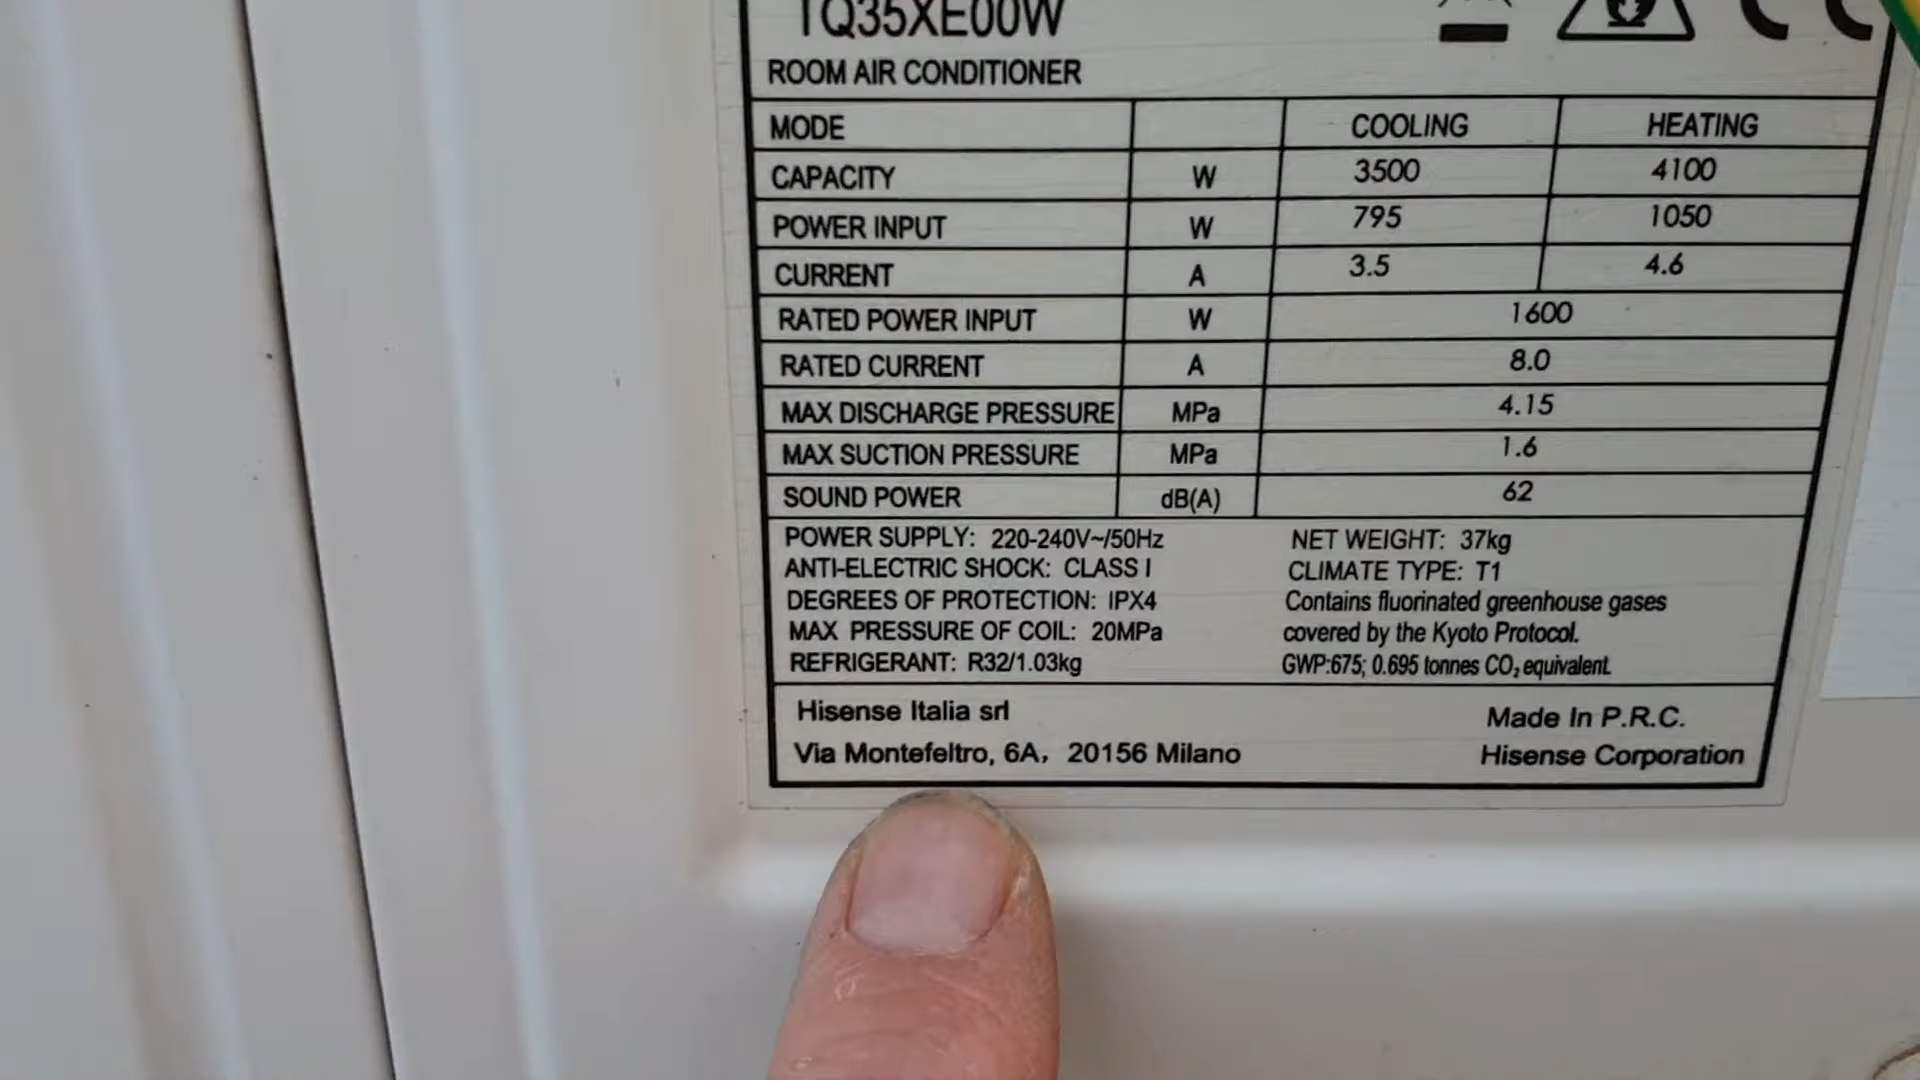 TQ35XE00W
ROOM AIR CONDITIONER
MODE COOLING HEATING
CAPACITY W 3500 4100
POWER INPUT W 795 1050
CURRENT A 3.5 4.6
RATED POWER INPUT W 1600
RATED CURRENT A 8.0
MAX DISCHARGE PRESSURE MPa 4.15
MAX SUCTION PRESSURE MPa 1.6
SOUND POWER dB(A) 62
POWER SUPPLY: 220-240V~/50Hz
ANTI-ELECTRIC SHOCK: CLASS I
DEGREES OF PROTECTION: IPX4
MAX PRESSURE OF COIL: 20MPa
REFRIGERANT: R32/1.03kg
NET WEIGHT: 37kg
CLIMATE TYPE: T1
Contains fluorinated greenhouse gases
covered by the Kyoto Protocol.
GWP:675; 0.695 tonnes CO₂ equivalent.
Hisense Italia srl
Via Montefeltro, 6A, 20156 Milano
Made In P.R.C.
Hisense Corporation